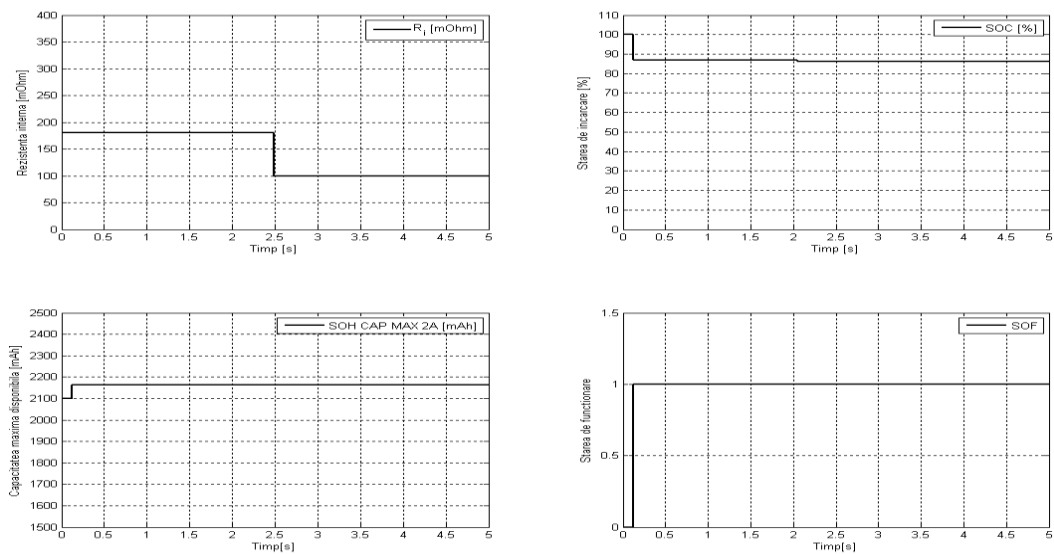 400
350
300
250
200
150
100
50
0
Rezistenta interna [mOhm]
R i [mOhm]
0 0.5 1 1.5 2 2.5 3 3.5 4 4.5 5
Timp [s]
110
100
90
80
70
60
50
40
30
20
10
0
Starea de incarcare [%]
SOC [%]
0 0.5 1 1.5 2 2.5 3 3.5 4 4.5 5
Timp [s]
2500
2400
2300
2200
2100
2000
1900
1800
1700
1600
1500
Capacitatea maxima disponibila [mAh]
SOH CAP MAX 2A [mAh]
0 0.5 1 1.5 2 2.5 3 3.5 4 4.5 5
Timp[s]
1.5
1
0.5
0
Starea de functionare
SOF
0 0.5 1 1.5 2 2.5 3 3.5 4 4.5 5
Timp[s]